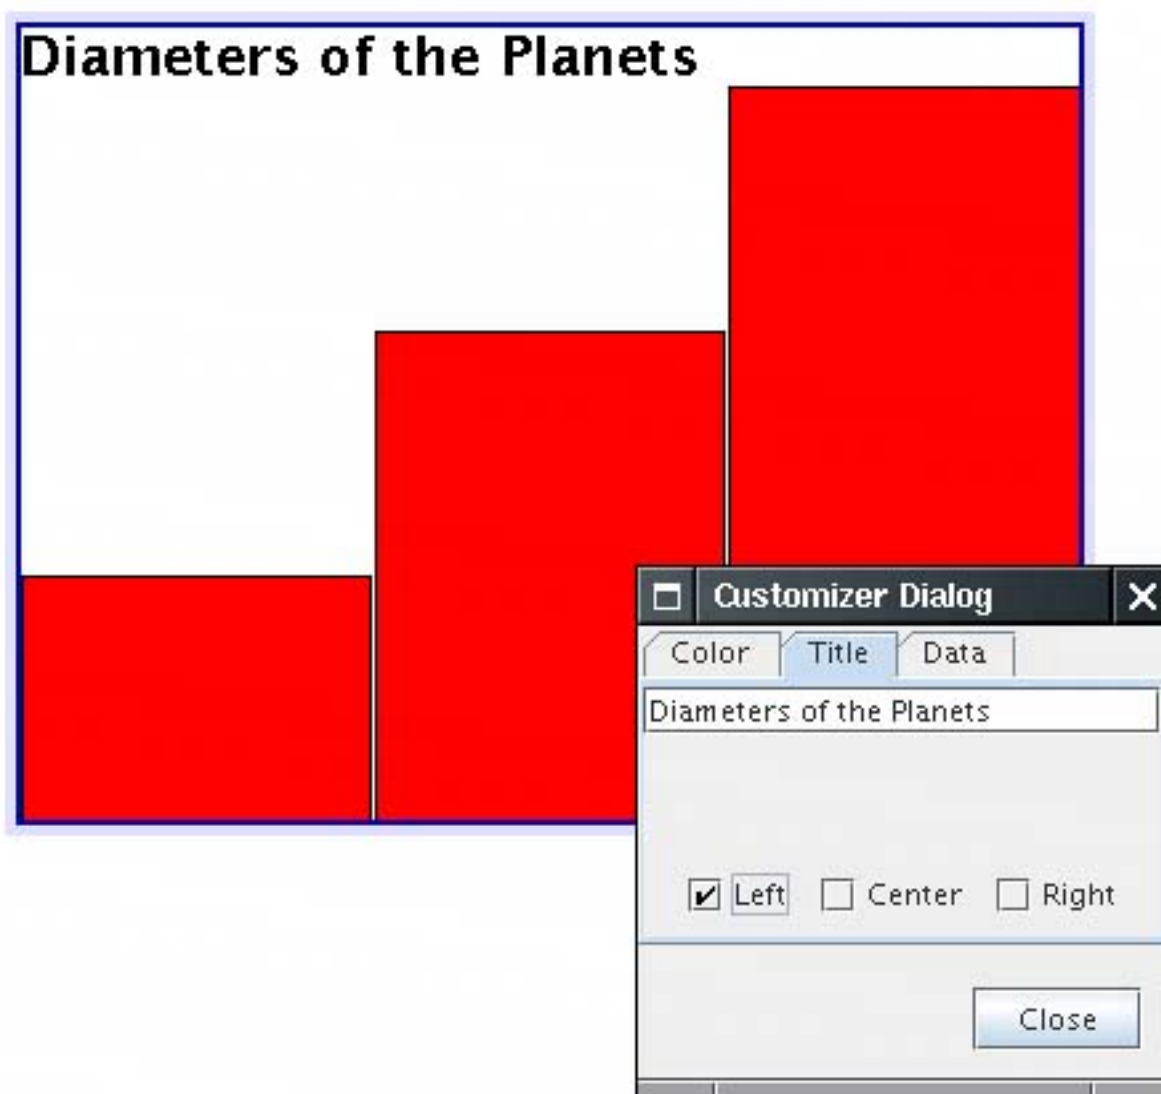 Diameters of the Planets
Customizer Dialog
Color Title Data
Diameters of the Planets
Left Center Right
Close